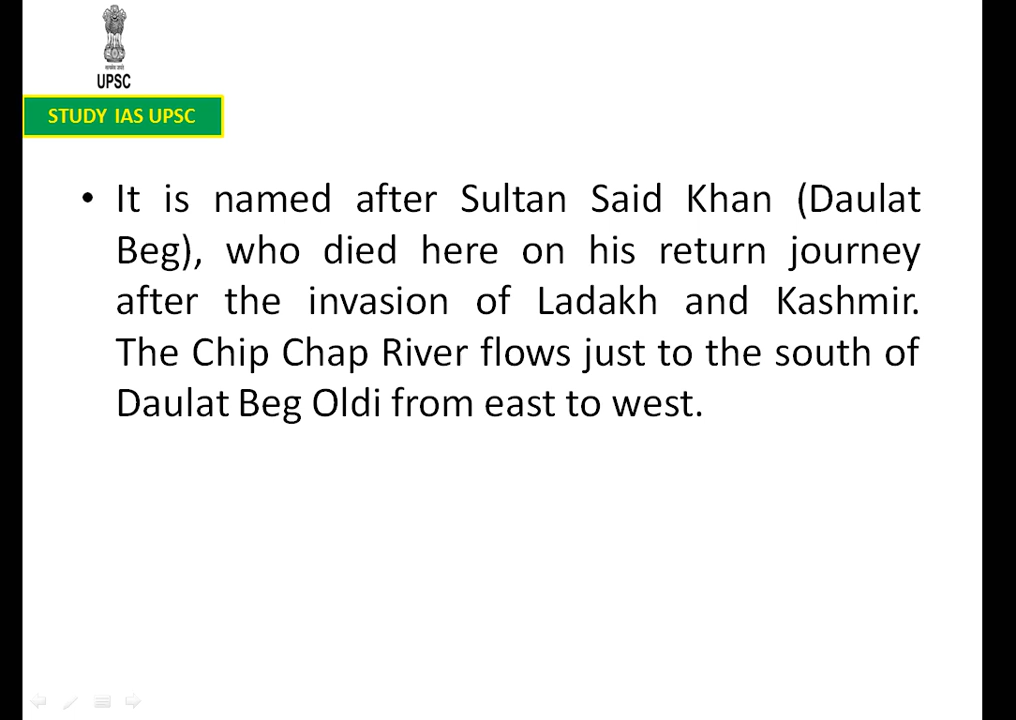 UPSC
STUDY IAS UPSC
• It is named after Sultan Said Khan (Daulat
Beg), who died here on his return journey
after the invasion of Ladakh and Kashmir.
The Chip Chap River flows just to the south of
Daulat Beg Oldi from east to west.